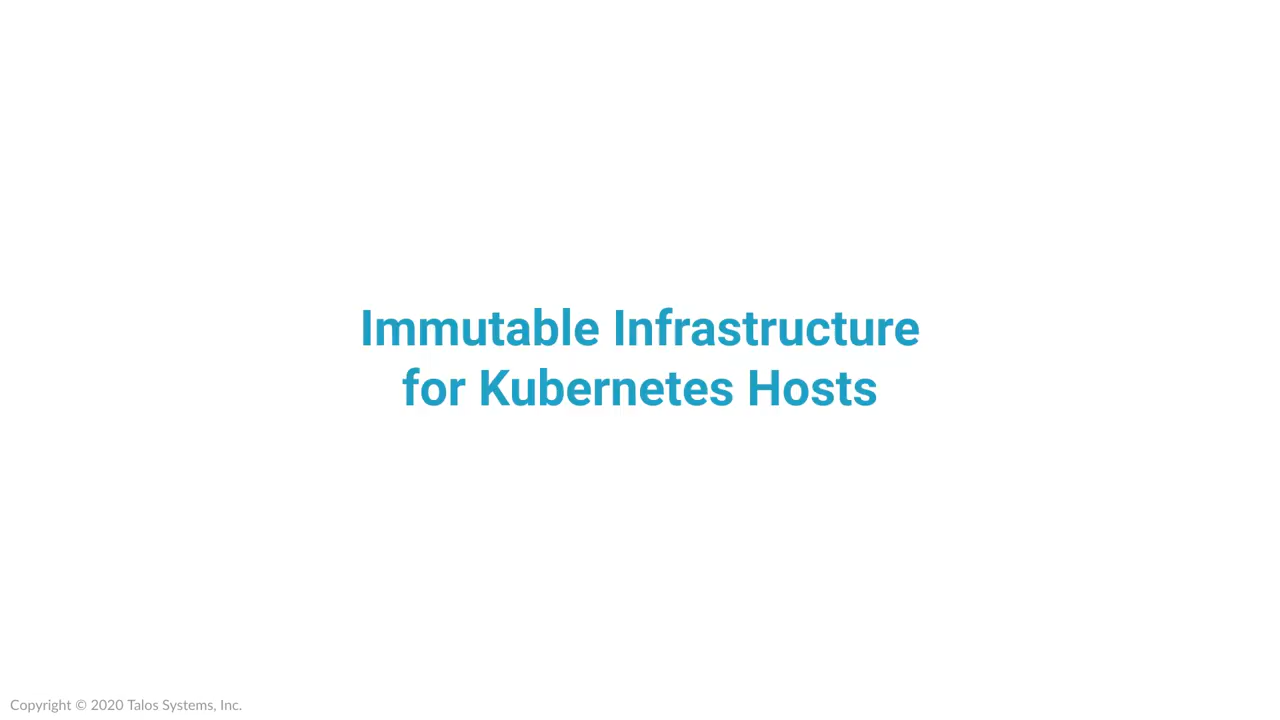 Immutable Infrastructure
for Kubernetes Hosts
Copyright © 2020 Talos Systems, Inc.